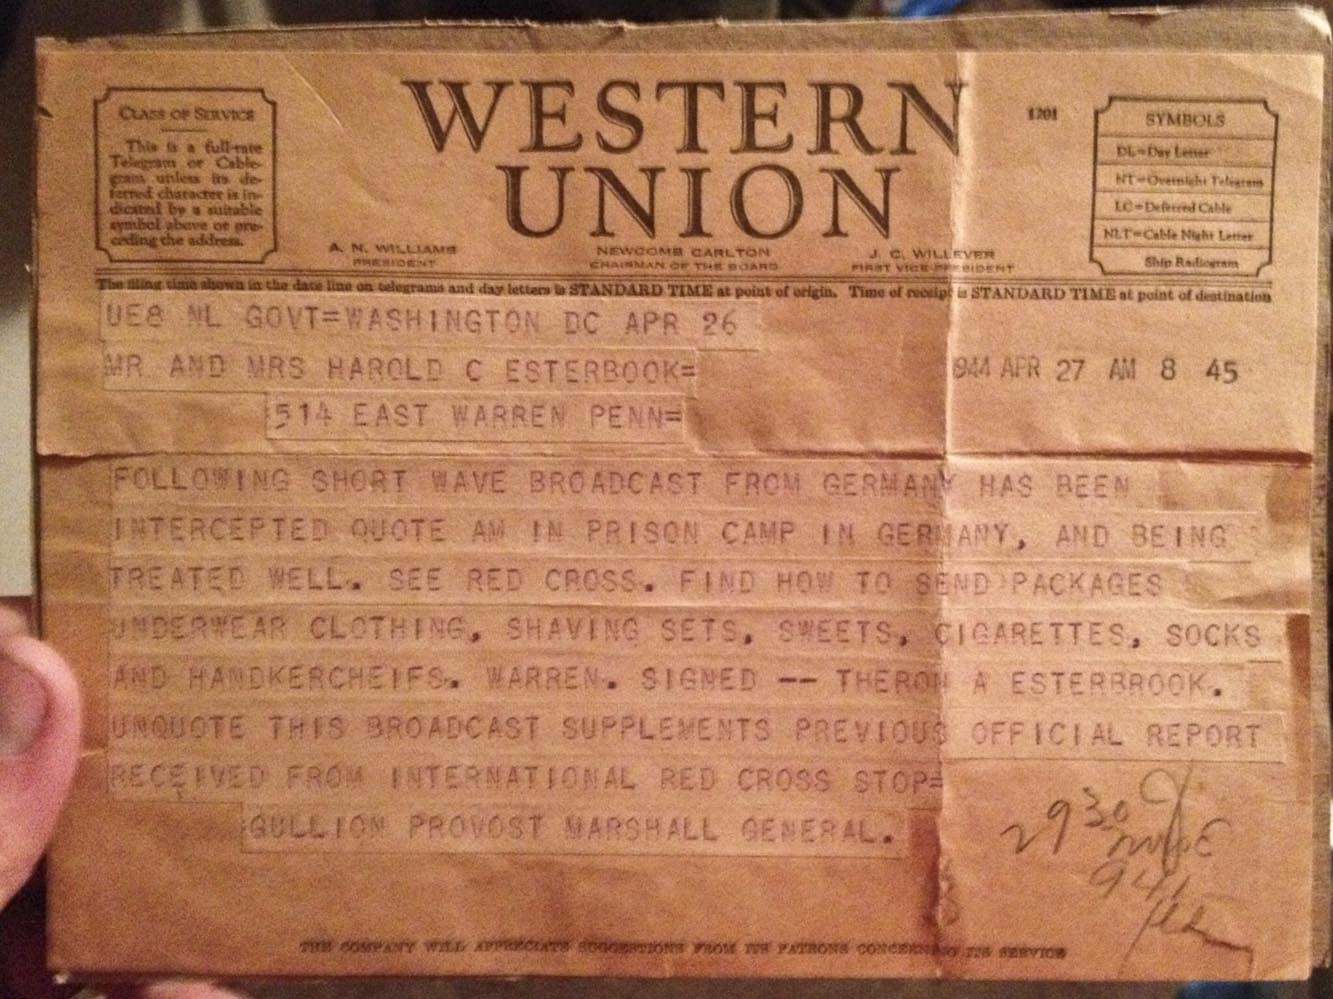 CLASS OF SERVICE
This is a full-rate
Telegram or Cable-
gram unless its de-
ferred character is in-
dicated by a suitable
symbol above or pre-
ceding the address.
WESTERN
UNION
1201
SYMBOLS
DL=Day Letter
NT=Overnight Telegram
LC=Deferred Cable
NLT=Cable Night Letter
Ship Radiogram
A. N. WILLIAMS
PRESIDENT
NEWCOMB CARLTON
CHAIRMAN OF THE BOARD
J. C. WILLEVER
FIRST VICE-PRESIDENT
The filing time shown in the date line on telegrams and day letters is STANDARD TIME at point of origin. Time of receipt is STANDARD TIME at point of destination
UE8 NL GOVT=WASHINGTON DC APR 26
MR AND MRS HAROLD C ESTERBOOK=
1944 APR 27 AM 8 45
514 EAST WARREN PENN=
FOLLOWING SHORT WAVE BROADCAST FROM GERMANY HAS BEEN
INTERCEPTED QUOTE AM IN PRISON CAMP IN GERMANY, AND BEING
TREATED WELL. SEE RED CROSS. FIND HOW TO SEND PACKAGES
UNDERWEAR CLOTHING, SHAVING SETS, SWEETS, CIGARETTES, SOCKS
AND HANDKERCHEIFS. WARREN. SIGNED -- THERON A ESTERBROOK.
UNQUOTE THIS BROADCAST SUPPLEMENTS PREVIOUS OFFICIAL REPORT
RECEIVED FROM INTERNATIONAL RED CROSS STOP=
GULLION PROVOST MARSHALL GENERAL.
2930
THE COMPANY WILL APPRECIATE SUGGESTIONS FROM ITS PATRONS CONCERNING ITS SERVICE